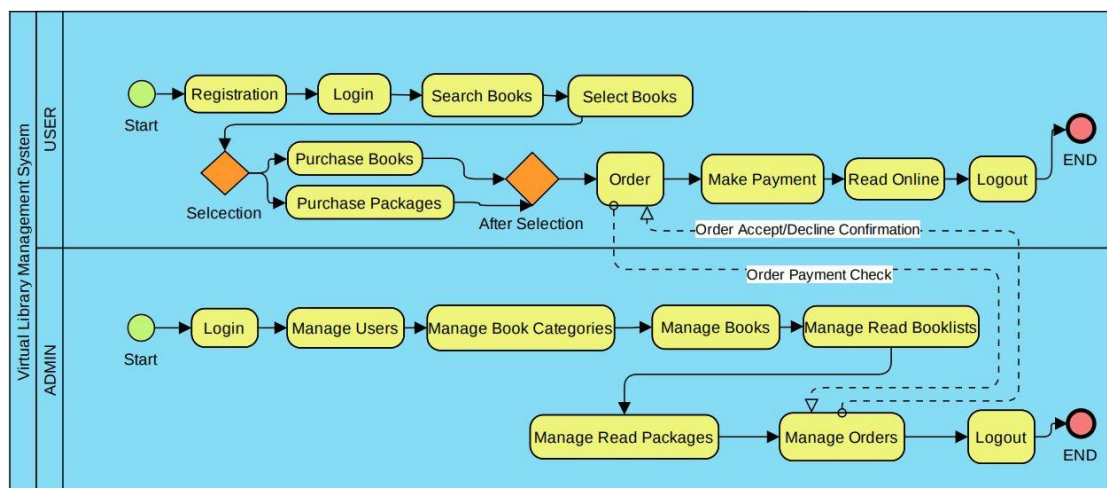 Virtual Library Management System
USER
Registration
Login
Search Books
Select Books
Start
END
Purchase Books
Purchase Packages
Selcection
After Selection
Order
Make Payment
Read Online
Logout
Order Accept/Decline Confirmation
Order Payment Check
ADMIN
Start
Login
Manage Users
Manage Book Categories
Manage Books
Manage Read Booklists
Manage Read Packages
Manage Orders
Logout
END